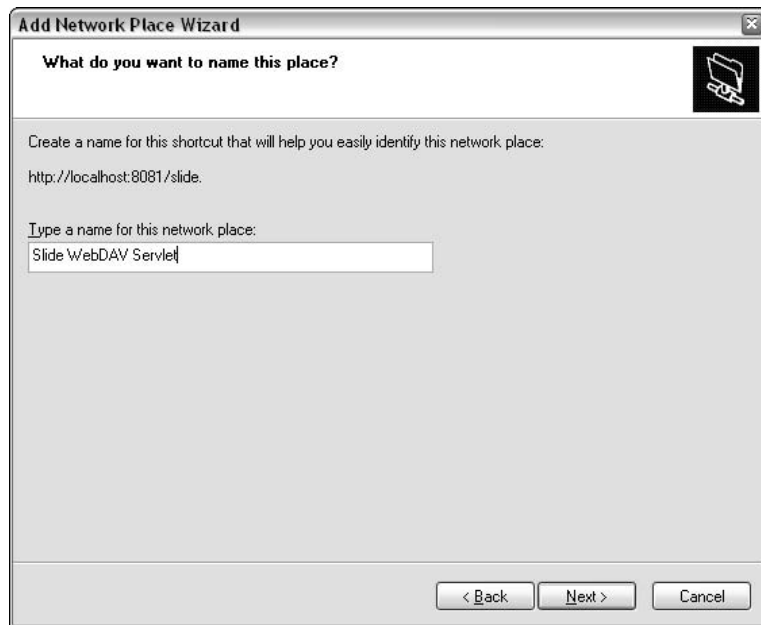 Add Network Place Wizard
What do you want to name this place?
Create a name for this shortcut that will help you easily identify this network place:
http://localhost:8081/slide.
Type a name for this network place:
Slide WebDAV Servlet
< Back
Next >
Cancel